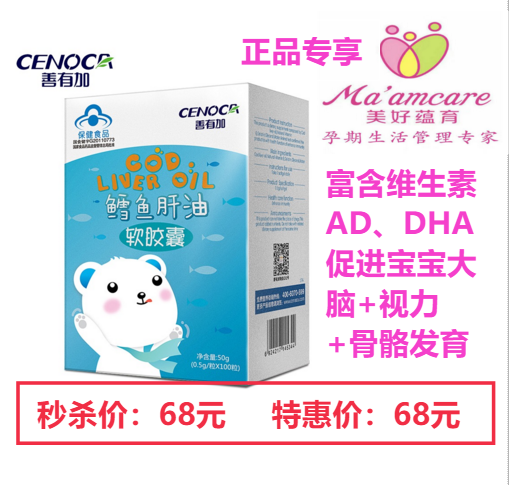 正品专享
CENOCA
善有加
Ma'amcare
美好蕴育
孕期生活管理专家
CENOCA
善有加
保健食品
COD
LIVER OIL
鳕鱼肝油
软胶囊
净含量:50g
(0.5g/粒X100粒)
富含维生素
AD、DHA
促进宝宝大
脑+视力
+骨骼发育
秒杀价：68元 特惠价：68元